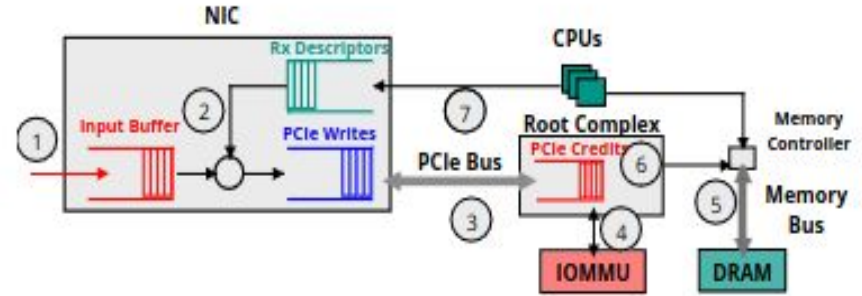 NIC
Rx Descriptors
CPUs
2
7
1
Input Buffer
PCIe Writes
Root Complex
PCIe Credits
Memory
Controller
PCIe Bus
6
3
4
5
Memory
Bus
IOMMU
DRAM